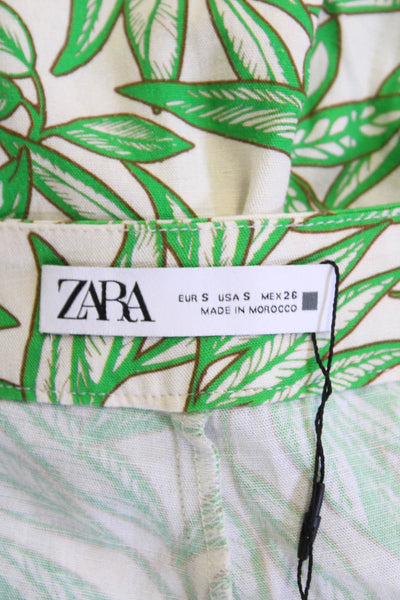 ZARA
EUR S USA S MEX 26
MADE IN MOROCCO